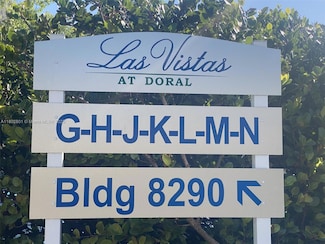 Las Vistas
AT DORAL
G-H-J-K-L-M-N
Bldg 8290